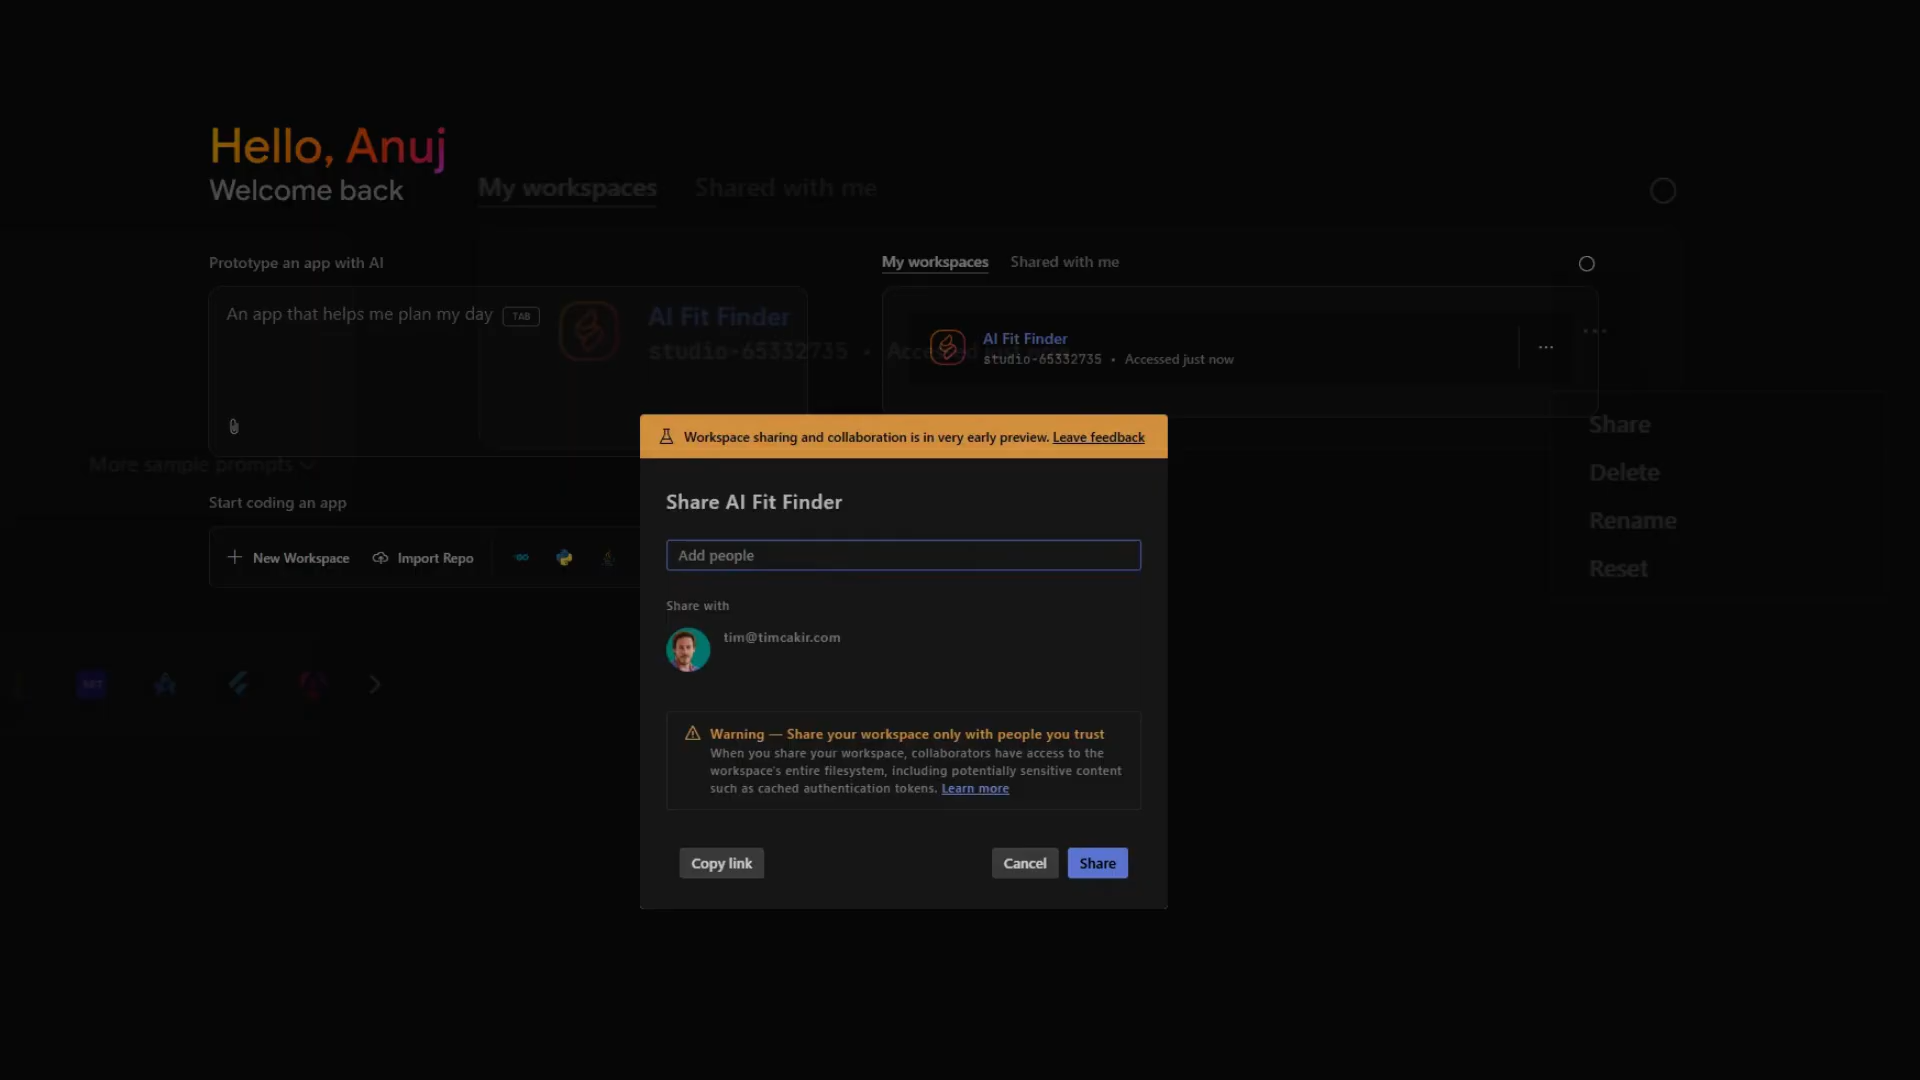 Hello, Anuj
Welcome back
My workspaces
Shared with me
Prototype an app with AI
My workspaces
Shared with me
An app that helps me plan my day TAB
AI Fit Finder
studio-65332735 • Accessed
AI Fit Finder
studio-65332735 • Accessed just now
Share
Delete
Rename
Reset
More sample prompts
Start coding an app
New Workspace
Import Repo
.NET
Workspace sharing and collaboration is in very early preview. Leave feedback
Share AI Fit Finder
Add people
Share with
tim@timcakir.com
Warning — Share your workspace only with people you trust
When you share your workspace, collaborators have access to the
workspace's entire filesystem, including potentially sensitive content
such as cached authentication tokens. Learn more
Copy link
Cancel
Share